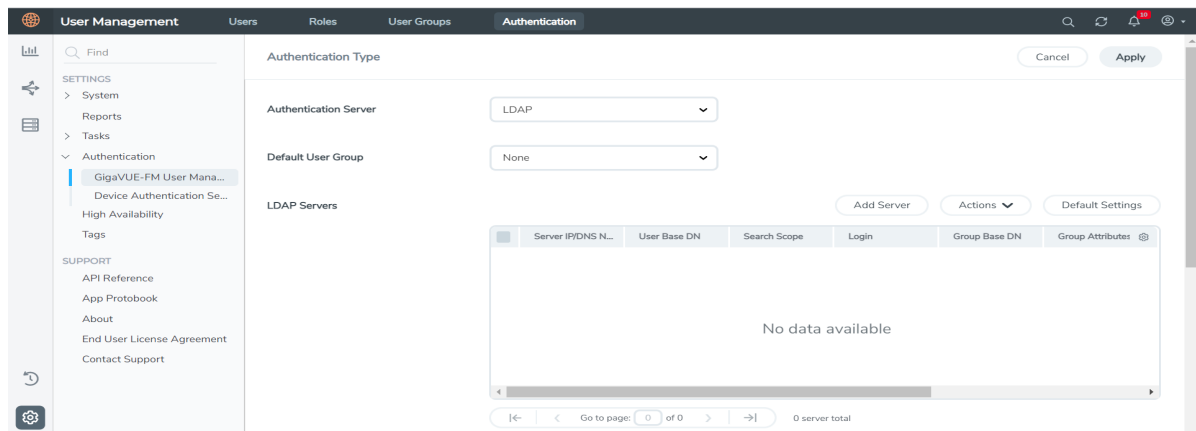 User Management Users Roles User Groups Authentication 10
Find
SETTINGS
System
Reports
Tasks
Authentication
GigaVUE-FM User Mana...
Device Authentication Se...
High Availability
Tags
SUPPORT
API Reference
App Protobook
About
End User License Agreement
Contact Support
Authentication Type Cancel Apply
Authentication Server LDAP
Default User Group None
LDAP Servers Add Server Actions Default Settings
Server IP/DNS N... User Base DN Search Scope Login Group Base DN Group Attributes
No data available
Go to page: 0 of 0 0 server total